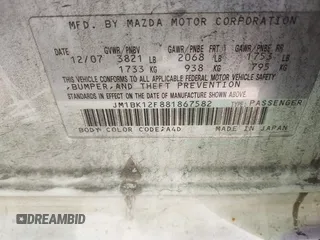 MFD. BY MAZDA MOTOR CORPORATION
GVWR/PNBV GAWR/PNBE FRT GAWR/PNBE RR
12/07 3821 LB 2068 LB 1753 LB
1733 KG 938 KG 795 KG
THIS VEHICLE CONFORMS TO ALL APPLICABLE FEDERAL MOTOR VEHICLE SAFETY,
BUMPER, AND THEFT PREVENTION
STANDARDS IN EFFECT ON THE DATE OF MANUFACTURE SHOWN ABOVE.
JM1BK12F881867582 TYPE: PASSENGER
BODY COLOR CODE: A4D MADE IN JAPAN
DREAMBID